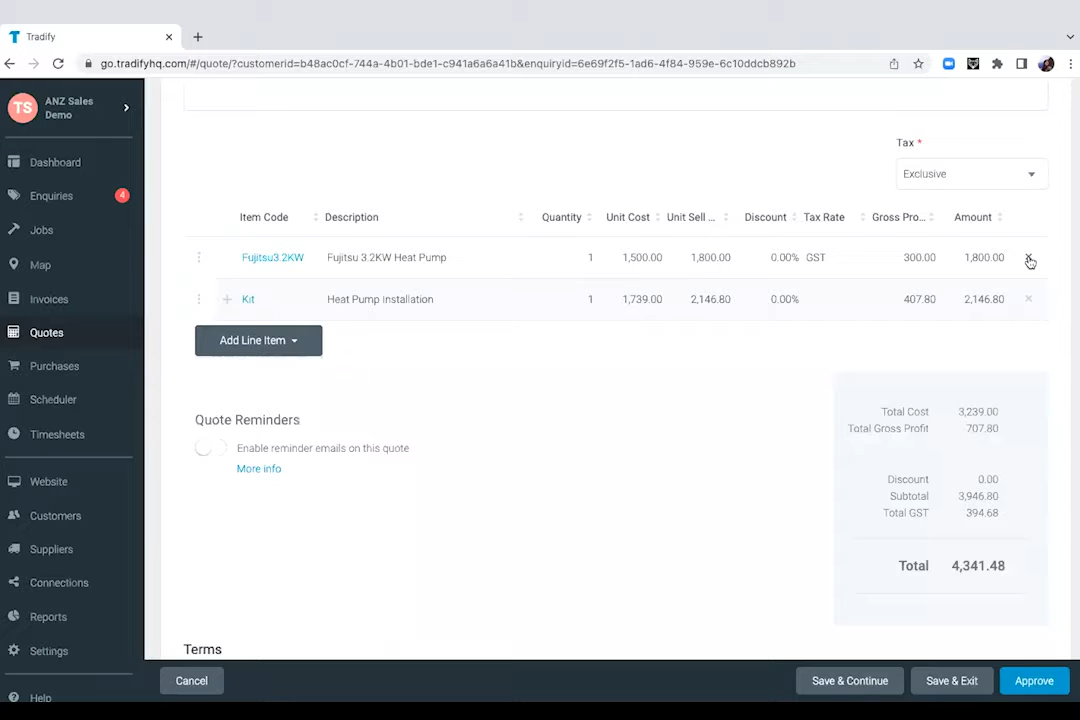 Tradify
go.tradifyhq.com/#/quote/?customerid=b48ac0cf-744a-4b01-bde1-c941a6a6a41b&enquiryid=6e69f2f5-1ad6-4f84-959e-6c10ddcb892b
TS
ANZ Sales
Demo
Dashboard
Enquiries 4
Jobs
Map
Invoices
Quotes
Purchases
Scheduler
Timesheets
Website
Customers
Suppliers
Connections
Reports
Settings
Help
Tax *
Exclusive
Item Code Description Quantity Unit Cost Unit Sell ... Discount Tax Rate Gross Pro... Amount
Fujitsu3.2KW Fujitsu 3.2KW Heat Pump 1 1,500.00 1,800.00 0.00% GST 300.00 1,800.00
Kit Heat Pump Installation 1 1,739.00 2,146.80 0.00% 407.80 2,146.80
Add Line Item
Quote Reminders
Enable reminder emails on this quote
More info
Total Cost 3,239.00
Total Gross Profit 707.80
Discount 0.00
Subtotal 3,946.80
Total GST 394.68
Total 4,341.48
Terms
Cancel Save & Continue Save & Exit Approve